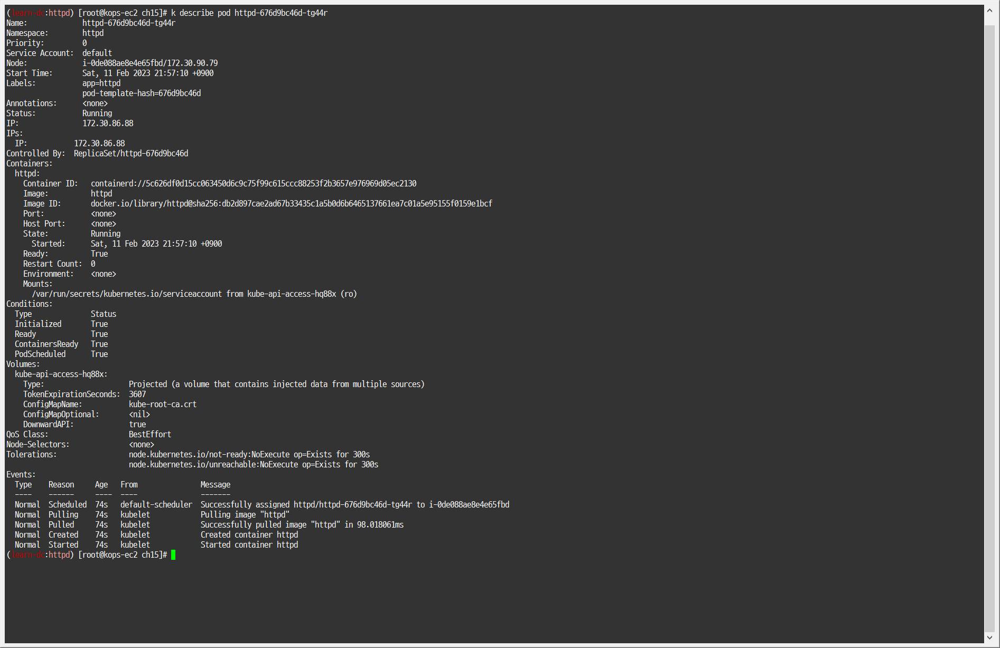 (learn-dc:httpd) [root@kops-ec2 ch15]# k describe pod httpd-676d9bc46d-tg44r
Name:             httpd-676d9bc46d-tg44r
Namespace:        httpd
Priority:         0
Service Account:  default
Node:             i-0de088ae8e4e65fbd/172.30.90.79
Start Time:       Sat, 11 Feb 2023 21:57:10 +0900
Labels:           app=httpd
                  pod-template-hash=676d9bc46d
Annotations:      <none>
Status:           Running
IP:               172.30.86.88
IPs:
  IP:           172.30.86.88
Controlled By:  ReplicaSet/httpd-676d9bc46d
Containers:
  httpd:
    Container ID:   containerd://5c626df0d15cc063450d6c9c75f99c615ccc88253f2b3657e976969d05ec2130
    Image:          httpd
    Image ID:       docker.io/library/httpd@sha256:db2d897cae2ad67b33435c1a5b0d6b6465137661ea7c01a5e95155f0159e1bcf
    Port:           <none>
    Host Port:      <none>
    State:          Running
      Started:      Sat, 11 Feb 2023 21:57:10 +0900
    Ready:          True
    Restart Count:  0
    Environment:    <none>
    Mounts:
      /var/run/secrets/kubernetes.io/serviceaccount from kube-api-access-hq88x (ro)
Conditions:
  Type              Status
  Initialized       True
  Ready             True
  ContainersReady   True
  PodScheduled      True
Volumes:
  kube-api-access-hq88x:
    Type:                    Projected (a volume that contains injected data from multiple sources)
    TokenExpirationSeconds:  3607
    ConfigMapName:           kube-root-ca.crt
    ConfigMapOptional:       <nil>
    DownwardAPI:             true
QoS Class:                   BestEffort
Node-Selectors:              <none>
Tolerations:                 node.kubernetes.io/not-ready:NoExecute op=Exists for 300s
                             node.kubernetes.io/unreachable:NoExecute op=Exists for 300s
Events:
  Type    Reason     Age   From               Message
  ----    ------     ----  ----               -------
  Normal  Scheduled  74s   default-scheduler  Successfully assigned httpd/httpd-676d9bc46d-tg44r to i-0de088ae8e4e65fbd
  Normal  Pulling    74s   kubelet            Pulling image "httpd"
  Normal  Pulled     74s   kubelet            Successfully pulled image "httpd" in 98.018061ms
  Normal  Created    74s   kubelet            Created container httpd
  Normal  Started    74s   kubelet            Started container httpd
(learn-dc:httpd) [root@kops-ec2 ch15]#